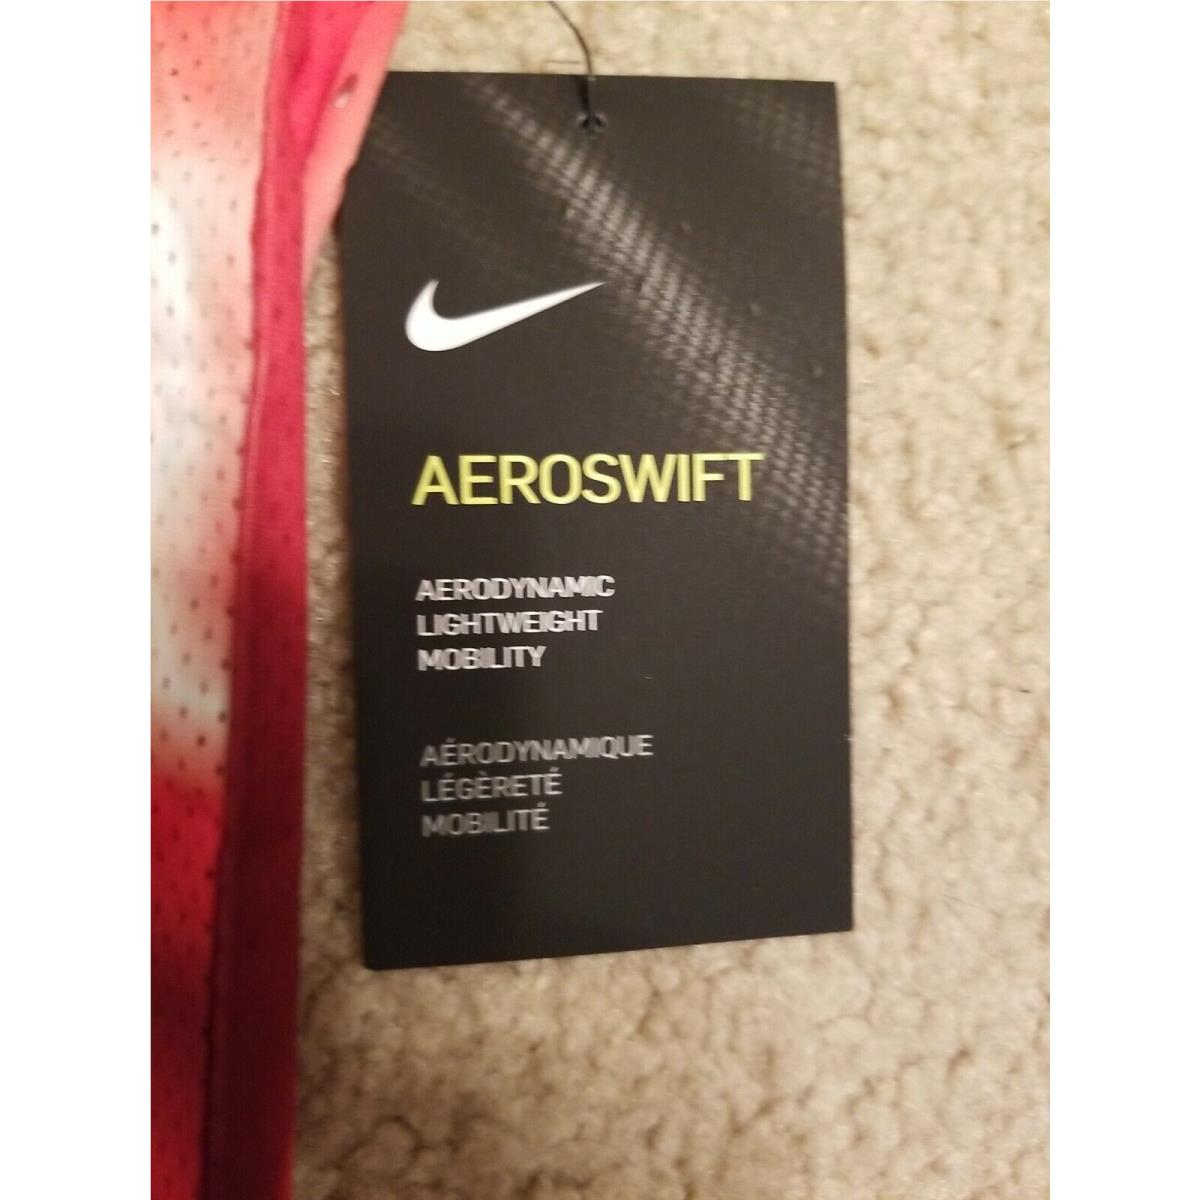 AEROSWIFT
AERODYNAMIC
LIGHTWEIGHT
MOBILITY
AÉRODYNAMIQUE
LÉGÈRETÉ
MOBILITÉ